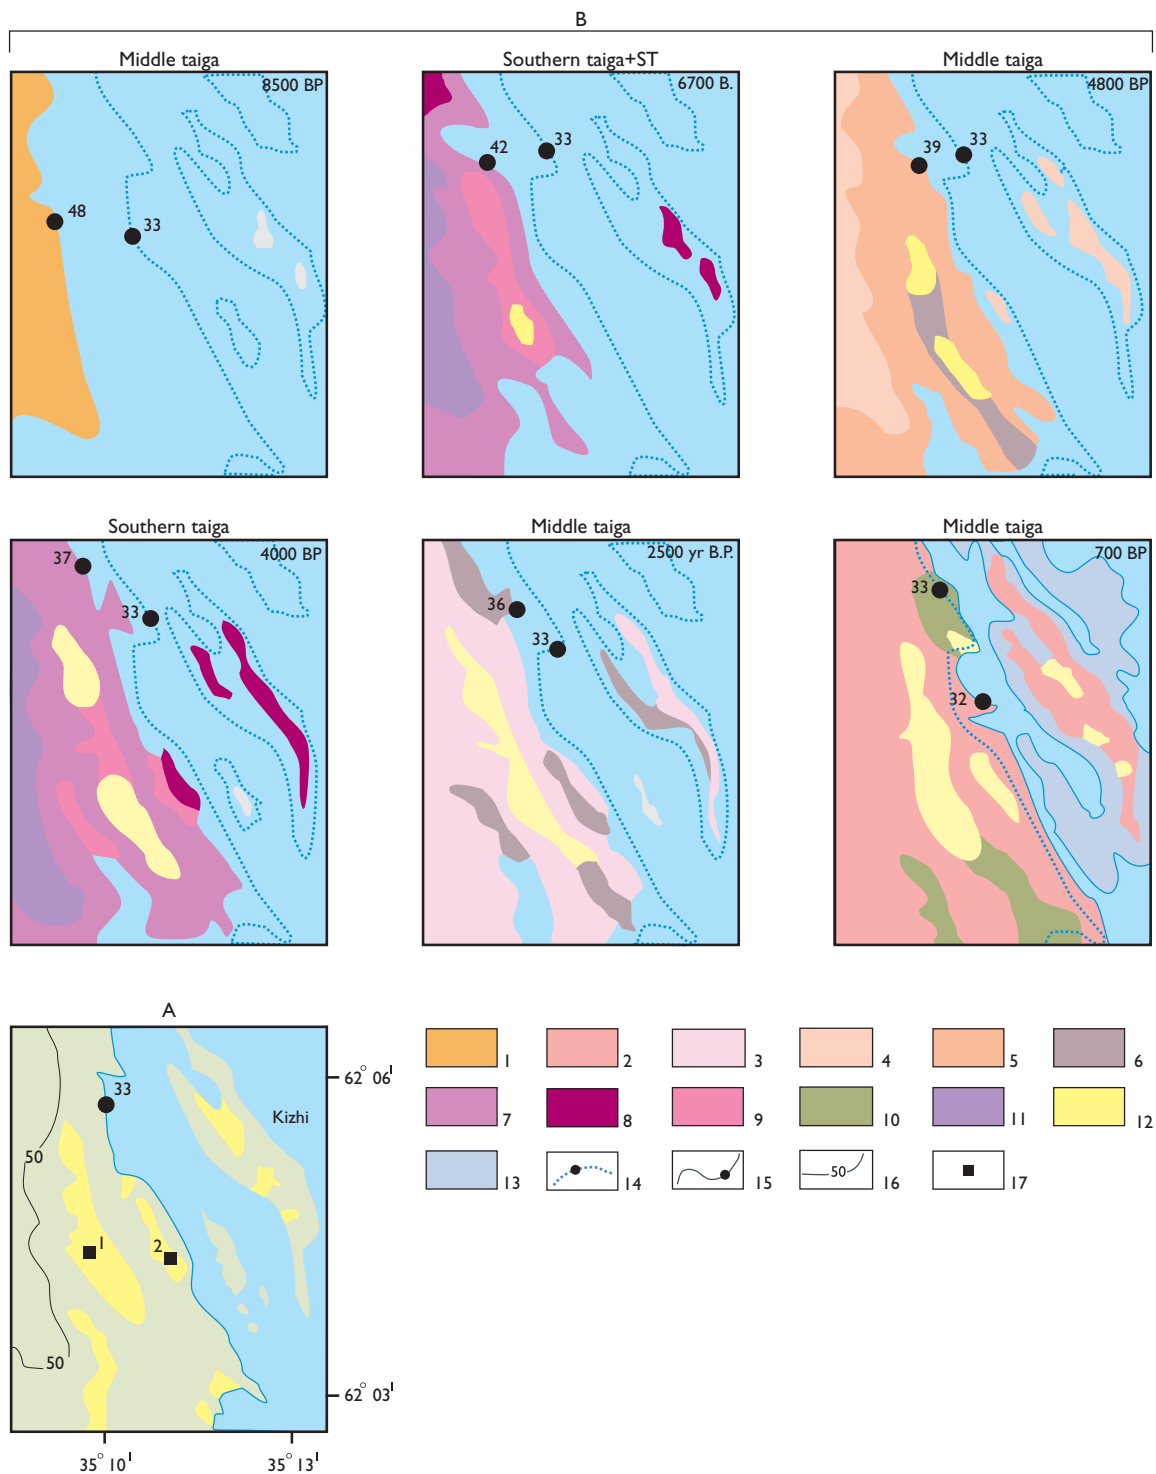 B
Middle taiga
8500 BP
48
33
Southern taiga+ST
6700 B.
42
33
Middle taiga
4800 BP
39
33
Southern taiga
4000 BP
37
33
Middle taiga
2500 yr B.P.
36
33
Middle taiga
700 BP
33
32
A
33
Kizhi
50
1
2
50
62° 06'
62° 03'
35° 10'
35° 13'
1
2
3
4
5
6
7
8
9
10
11
12
13
14
15
50
16
17